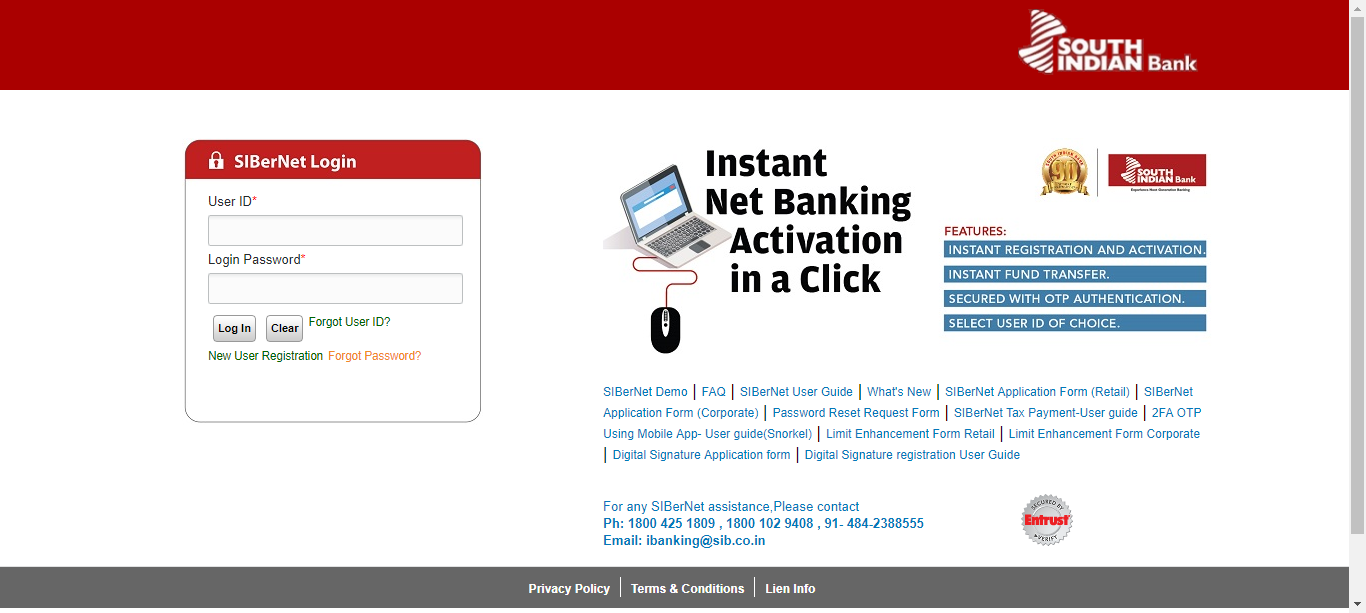 SOUTH
INDIAN Bank
SIBerNet Login
User ID*
Login Password*
Log In Clear Forgot User ID?
New User Registration Forgot Password?
Instant
Net Banking
Activation
in a Click
90
SOUTH
INDIAN Bank
Experience Next Generation Banking
FEATURES:
INSTANT REGISTRATION AND ACTIVATION.
INSTANT FUND TRANSFER.
SECURED WITH OTP AUTHENTICATION.
SELECT USER ID OF CHOICE.
SIBerNet Demo | FAQ | SIBerNet User Guide | What's New | SIBerNet Application Form (Retail) | SIBerNet
Application Form (Corporate) | Password Reset Request Form | SIBerNet Tax Payment-User guide | 2FA OTP
Using Mobile App- User guide(Snorkel) | Limit Enhancement Form Retail | Limit Enhancement Form Corporate
| Digital Signature Application form | Digital Signature registration User Guide
For any SIBerNet assistance,Please contact
Ph: 1800 425 1809 , 1800 102 9408 , 91- 484-2388555
Email: ibanking@sib.co.in
SECURED BY
Entrust
VERIFY
Privacy Policy | Terms & Conditions | Lien Info